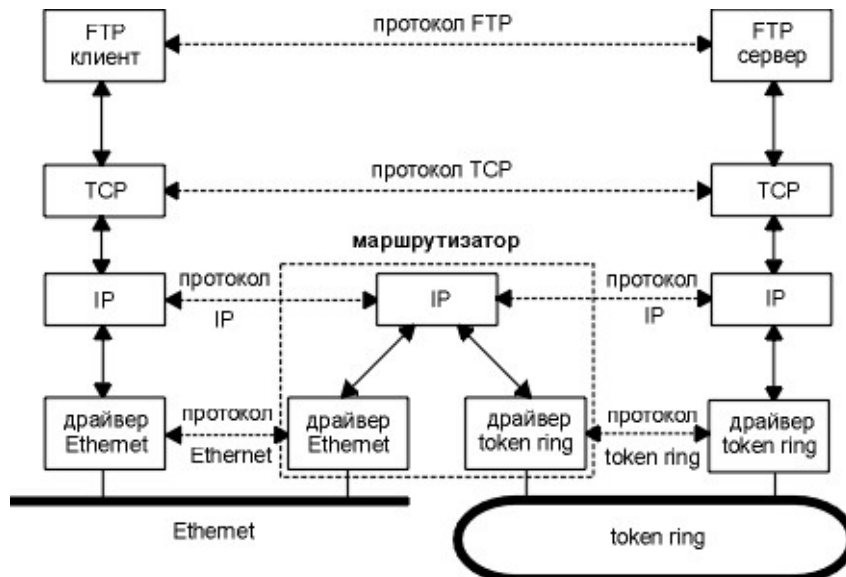 FTP
клиент
протокол FTP
FTP
сервер
TCP
протокол TCP
TCP
маршрутизатор
IP
протокол
IP
IP
протокол
IP
IP
драйвер
Ethernet
протокол
Ethernet
драйвер
Ethernet
драйвер
token ring
протокол
token ring
драйвер
token ring
Ethernet
token ring